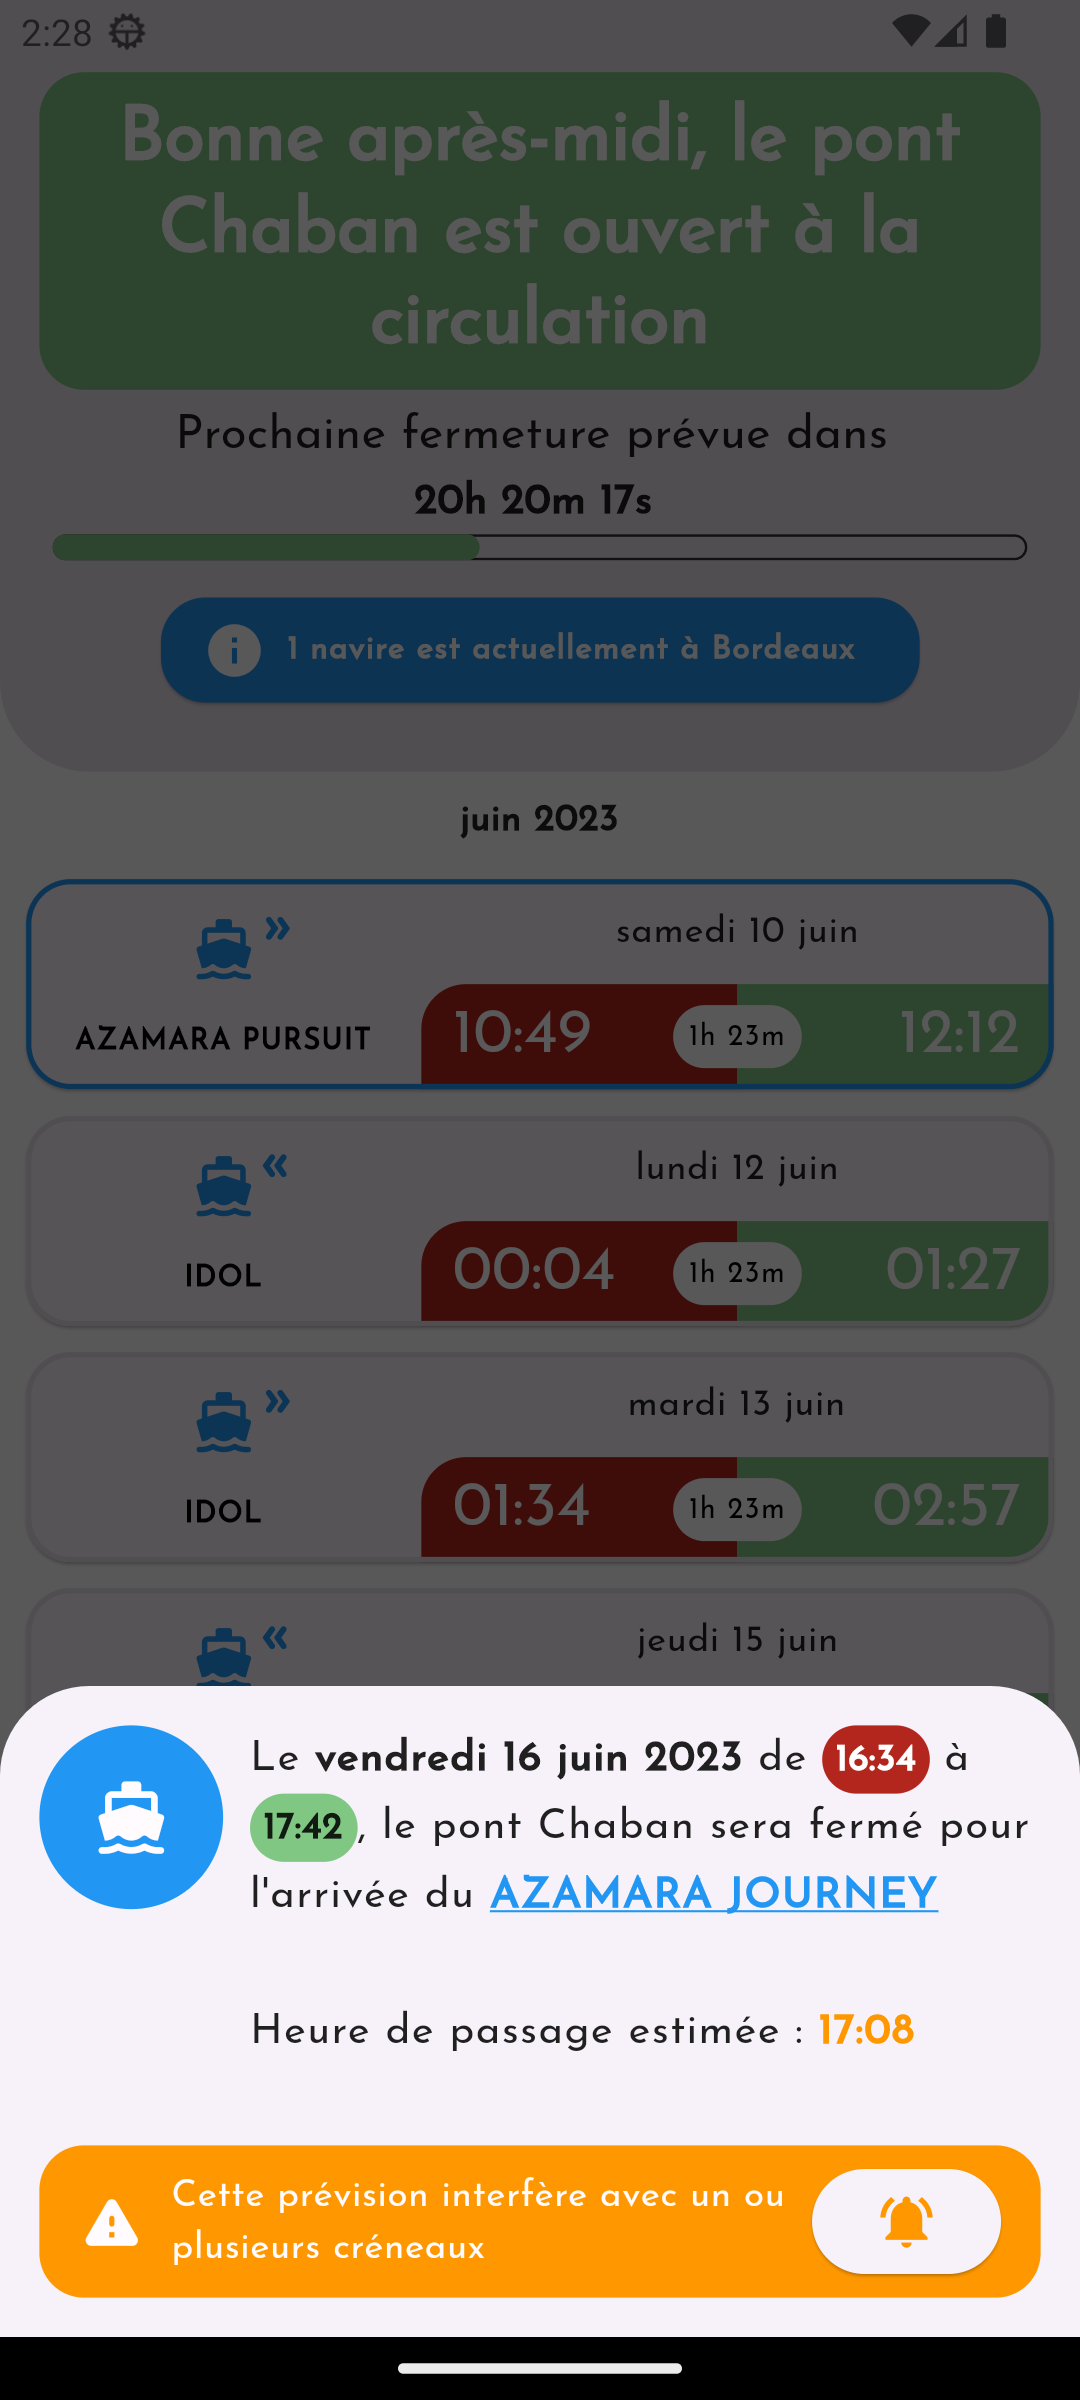 2:28
Bonne après-midi, le pont
Chaban est ouvert à la
circulation
Prochaine fermeture prévue dans
20h 20m 17s
1 navire est actuellement à Bordeaux
juin 2023
samedi 10 juin
AZAMARA PURSUIT
10:49
1h 23m
12:12
lundi 12 juin
IDOL
00:04
1h 23m
01:27
mardi 13 juin
IDOL
01:34
1h 23m
02:57
jeudi 15 juin
Le vendredi 16 juin 2023 de 16:34 à
17:42, le pont Chaban sera fermé pour
l'arrivée du AZAMARA JOURNEY
Heure de passage estimée : 17:08
Cette prévision interfère avec un ou
plusieurs créneaux